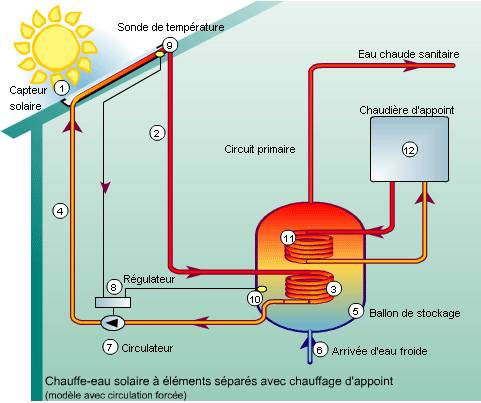 Sonde de température
9
Eau chaude sanitaire
Capteur
solaire
1
Chaudière d'appoint
2
Circuit primaire
12
4
11
Régulateur
8
3
10
5
Ballon de stockage
7
Circulateur
6
Arrivée d'eau froide
Chauffe-eau solaire à éléments séparés avec chauffage d'appoint
(modèle avec circulation forcée)